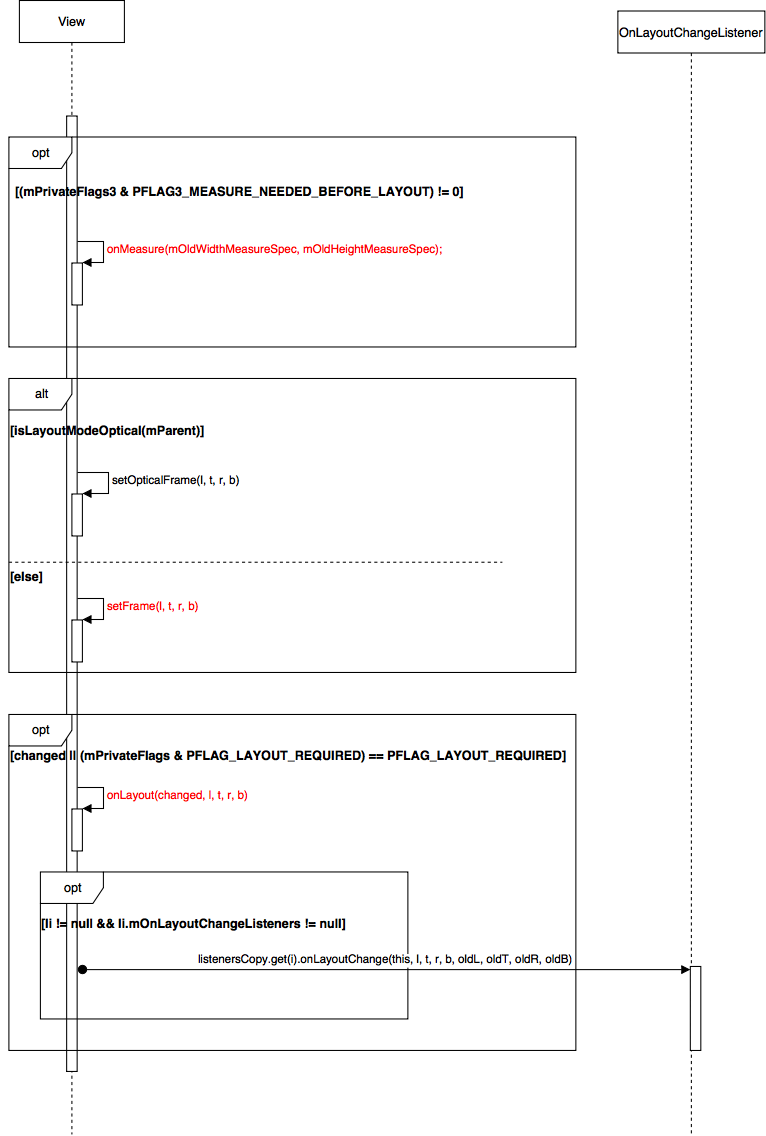 View
OnLayoutChangeListener
opt
[(mPrivateFlags3 & PFLAG3_MEASURE_NEEDED_BEFORE_LAYOUT) != 0]
onMeasure(mOldWidthMeasureSpec, mOldHeightMeasureSpec);
alt
[isLayoutModeOptical(mParent)]
setOpticalFrame(l, t, r, b)
[else]
setFrame(l, t, r, b)
opt
[changed || (mPrivateFlags & PFLAG_LAYOUT_REQUIRED) == PFLAG_LAYOUT_REQUIRED]
onLayout(changed, l, t, r, b)
opt
[li != null && li.mOnLayoutChangeListeners != null]
listenersCopy.get(i).onLayoutChange(this, l, t, r, b, oldL, oldT, oldR, oldB)